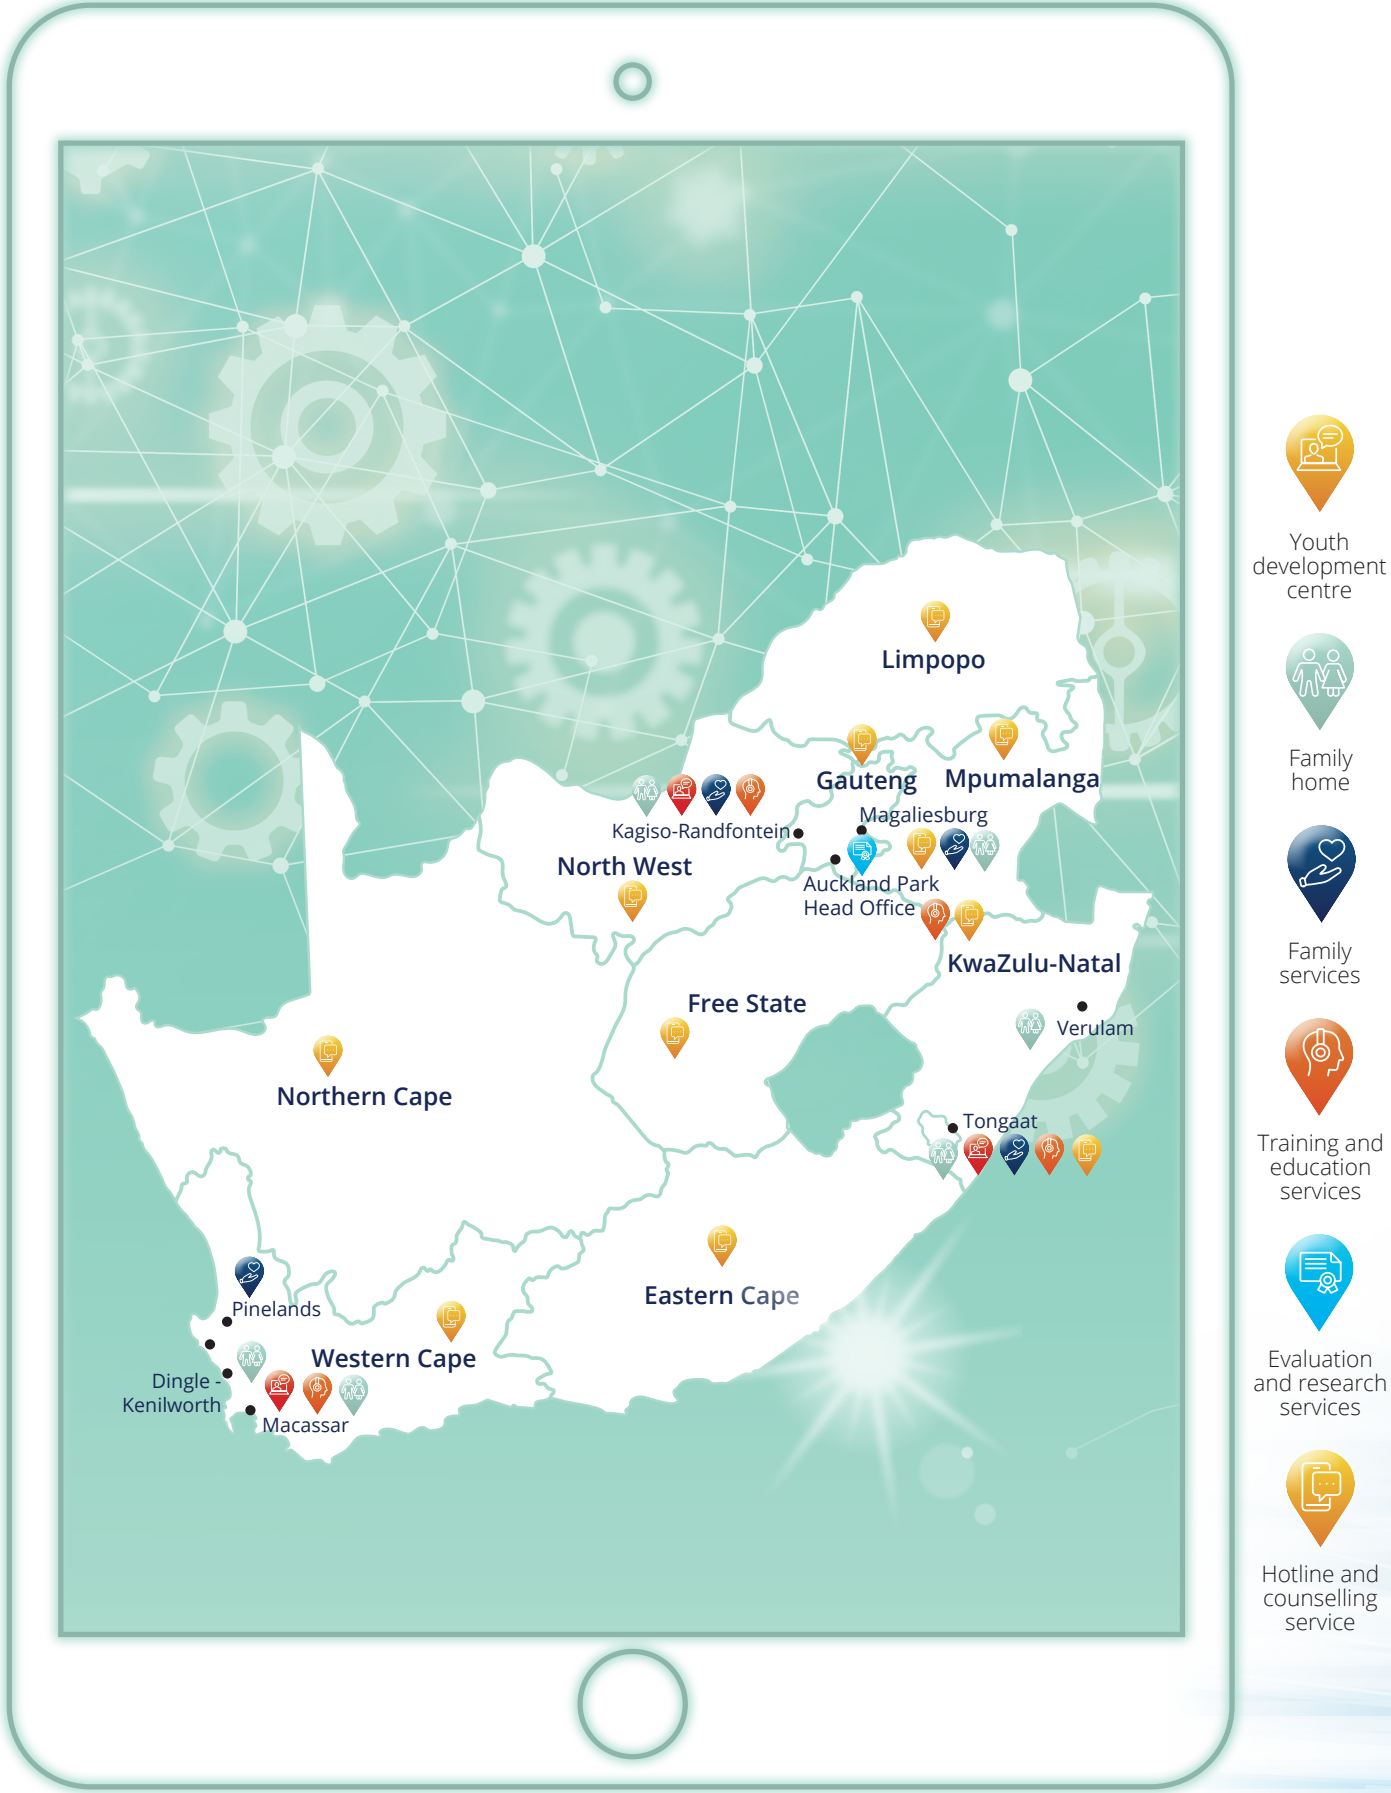 Limpopo
Gauteng
Mpumalanga
Magaliesburg
Kagiso-Randfontein
North West
Auckland Park
Head Office
KwaZulu-Natal
Free State
Verulam
Northern Cape
Tongaat
Eastern Cape
Pinelands
Western Cape
Dingle -
Kenilworth
Macassar
Youth
development
centre
Family
home
Family
services
Training and
education
services
Evaluation
and research
services
Hotline and
counselling
service